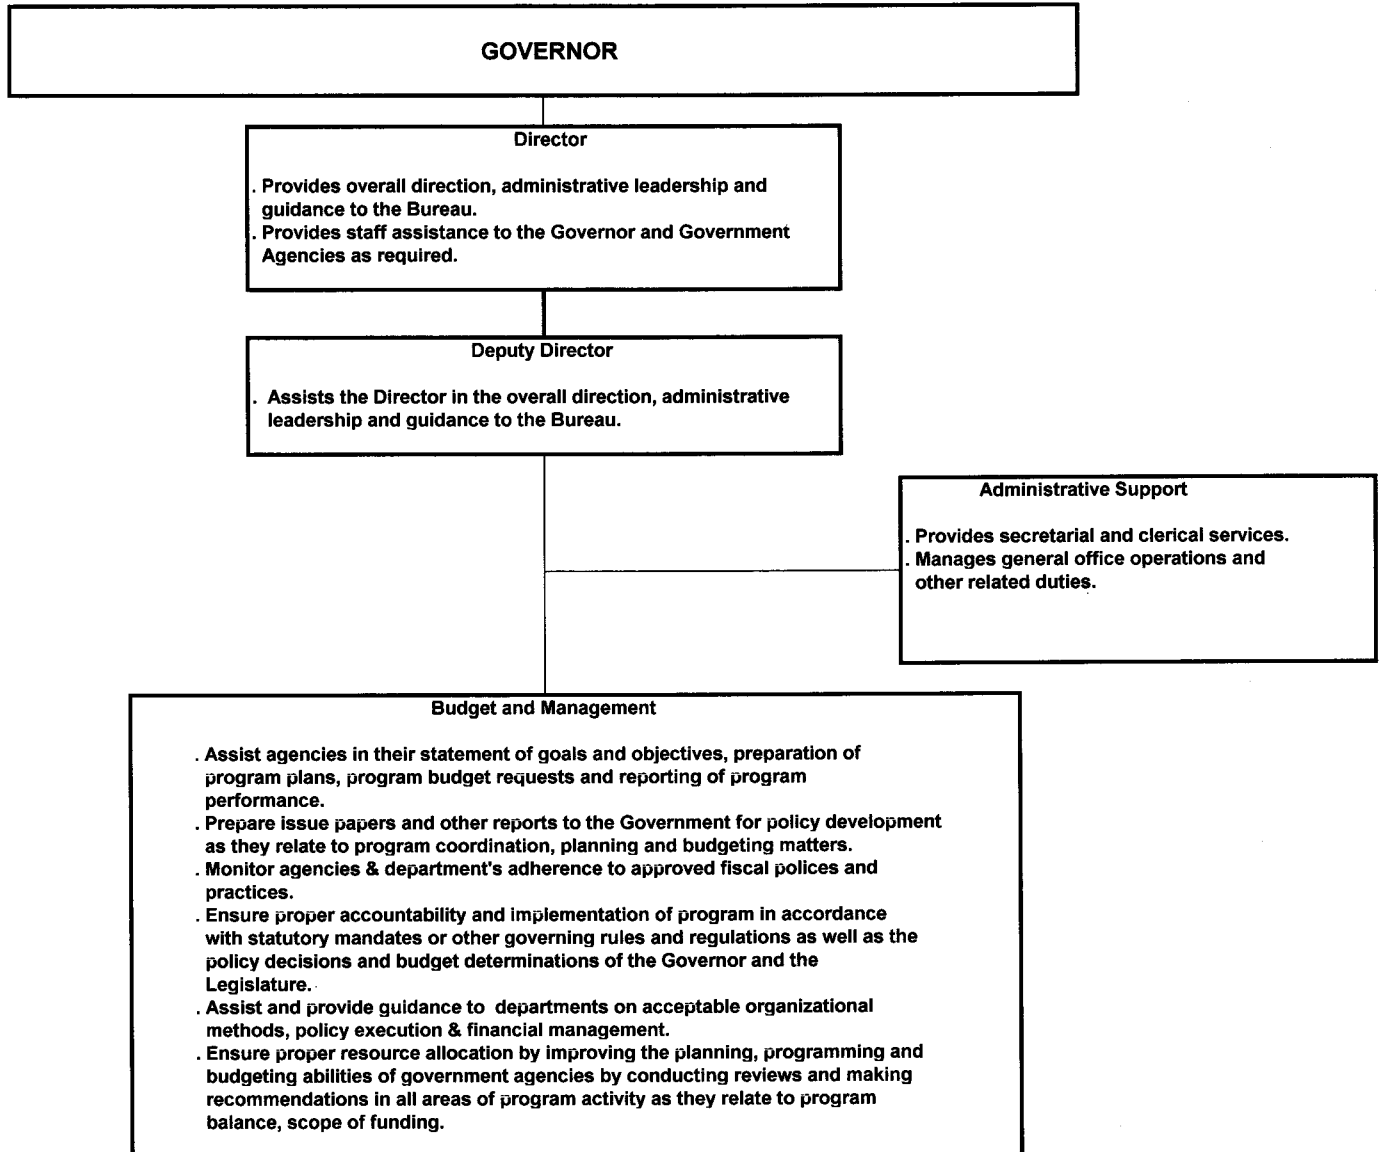 GOVERNOR
Director
. Provides overall direction, administrative leadership and
guidance to the Bureau.
. Provides staff assistance to the Governor and Government
Agencies as required.
Deputy Director
. Assists the Director in the overall direction, administrative
leadership and guidance to the Bureau.
Administrative Support
. Provides secretarial and clerical services.
. Manages general office operations and
other related duties.
Budget and Management
. Assist agencies in their statement of goals and objectives, preparation of
program plans, program budget requests and reporting of program
performance.
. Prepare issue papers and other reports to the Government for policy development
as they relate to program coordination, planning and budgeting matters.
. Monitor agencies & department's adherence to approved fiscal polices and
practices.
. Ensure proper accountability and implementation of program in accordance
with statutory mandates or other governing rules and regulations as well as the
policy decisions and budget determinations of the Governor and the
Legislature.
. Assist and provide guidance to departments on acceptable organizational
methods, policy execution & financial management.
. Ensure proper resource allocation by improving the planning, programming and
budgeting abilities of government agencies by conducting reviews and making
recommendations in all areas of program activity as they relate to program
balance, scope of funding.